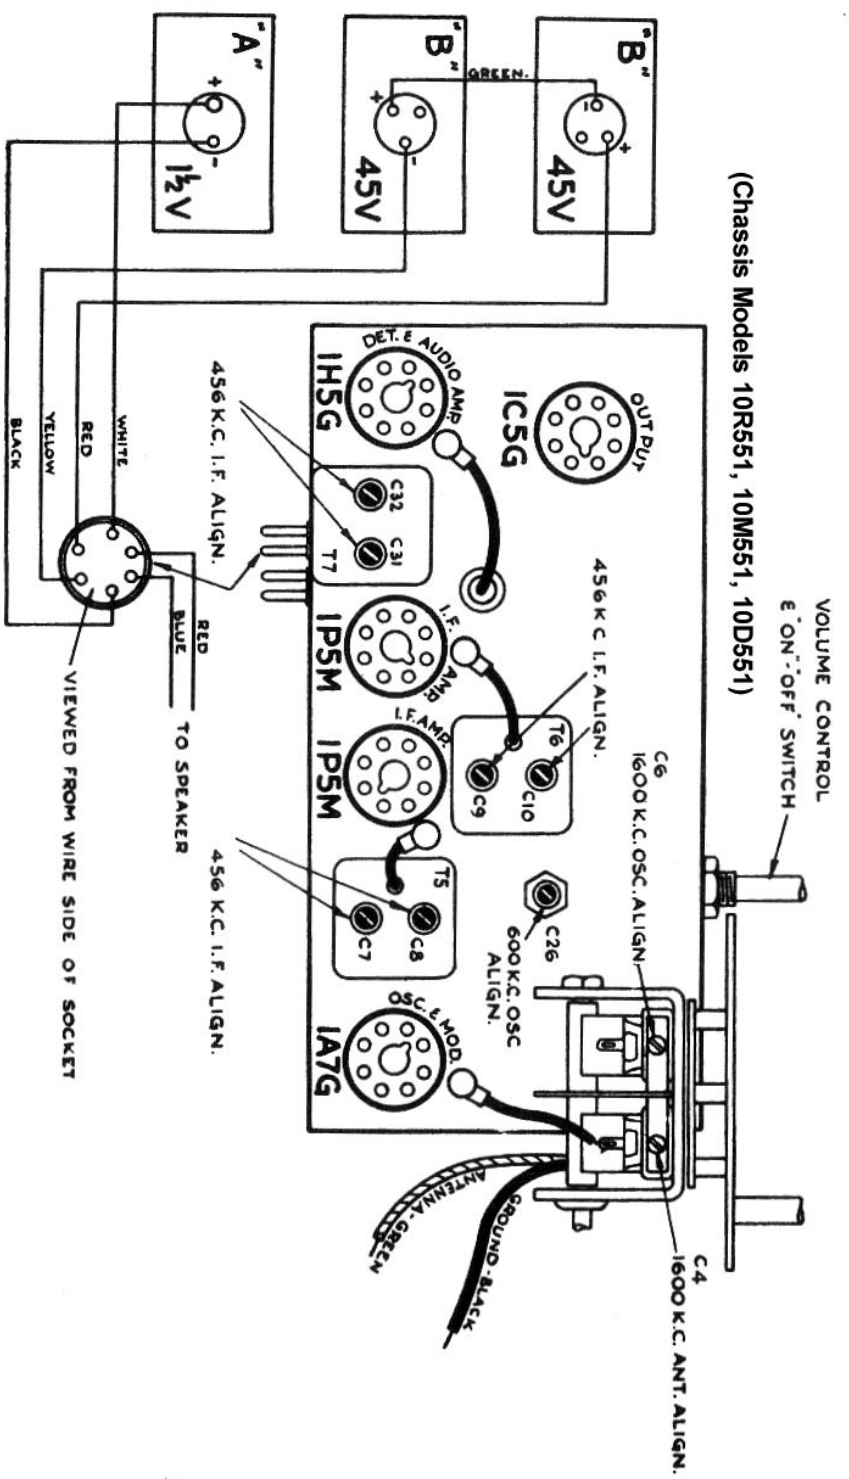 (Chassis Models 10R551, 10M551, 10D551)
VOLUME CONTROL
& "ON"-"OFF" SWITCH
C6
1600 K.C. OSC. ALIGN.
C4
1600 K.C. ANT. ALIGN.
"B"
45V
+
-
GREEN.
"B"
45V
+
-
"A"
1½V
+
-
OUTPUT
1C5G
456 K C I.F. ALIGN.
T6
C10
C9
C26
600 K.C. OSC
ALIGN.
DET. & AUDIO AMP.
1H5G
C32
C31
T7
I.F. AMP.
1P5M
I.F. AMP.
1P5M
T5
C8
C7
OSC. & MOD.
1A7G
GROUND-BLACK
ANTENNA-GREEN
456 K.C. I.F. ALIGN.
456 K.C. I.F. ALIGN.
WHITE
RED
YELLOW
BLACK
RED
BLUE
TO SPEAKER
VIEWED FROM WIRE SIDE OF SOCKET